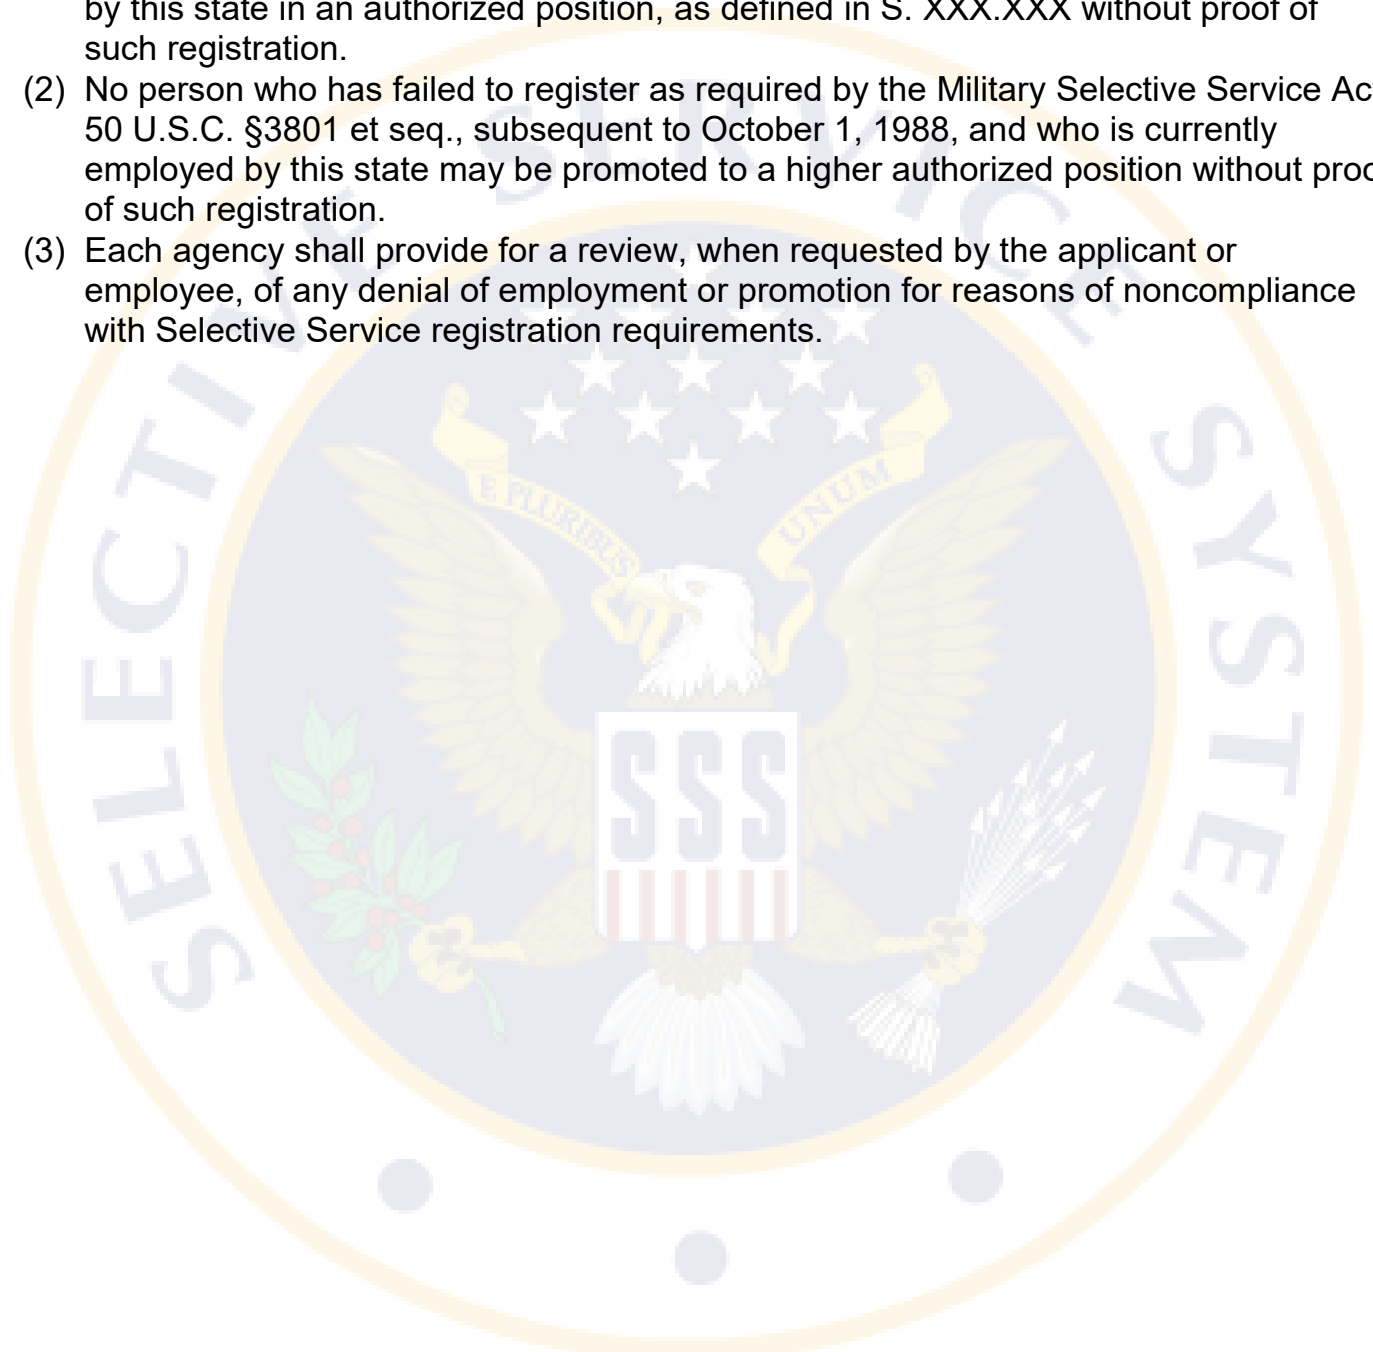 by this state in an authorized position, as defined in S. XXX.XXX without proof of
such registration.
(2) No person who has failed to register as required by the Military Selective Service Ac
50 U.S.C. §3801 et seq., subsequent to October 1, 1988, and who is currently
employed by this state may be promoted to a higher authorized position without proo
of such registration.
(3) Each agency shall provide for a review, when requested by the applicant or
employee, of any denial of employment or promotion for reasons of noncompliance
with Selective Service registration requirements.
SELECTIVE SERVICE SYSTEM
E PLURIBUS UNUM
SSS